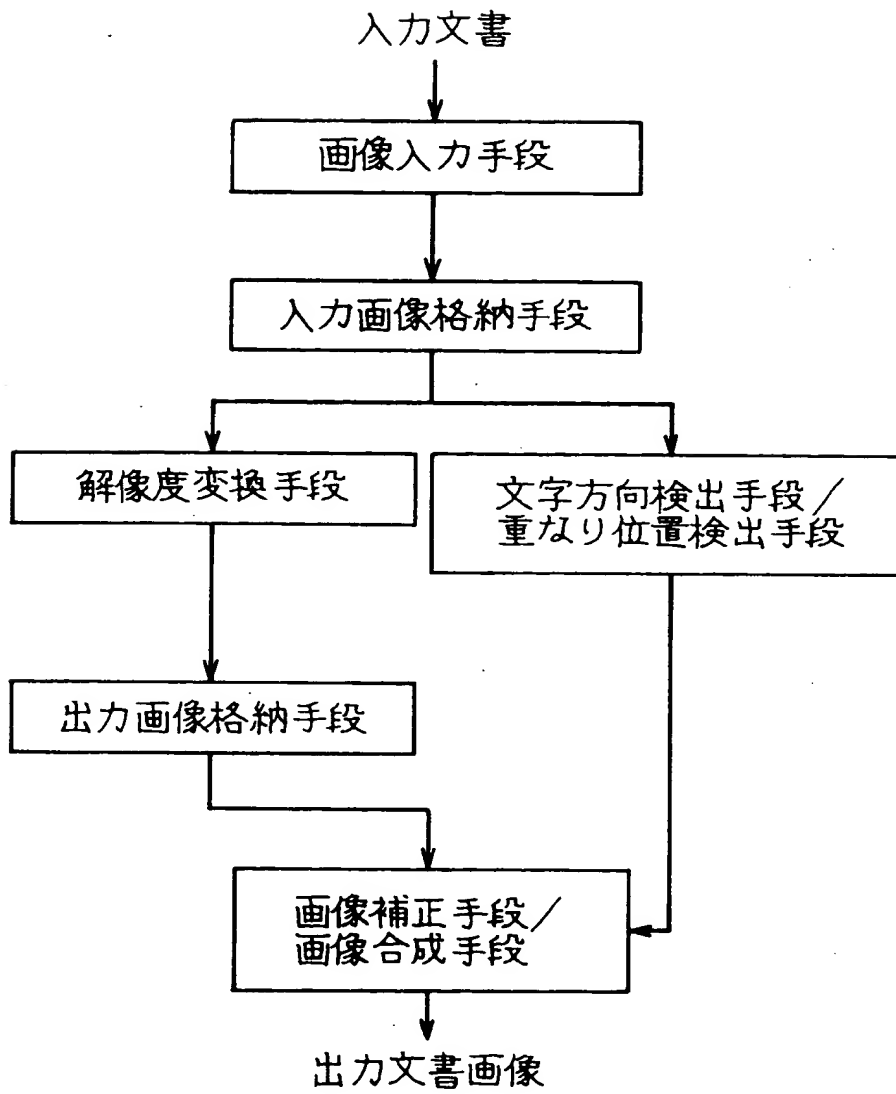 入力文書
画像入力手段
入力画像格納手段
解像度変換手段
文字方向検出手段/
重なり位置検出手段
出力画像格納手段
画像補正手段/
画像合成手段
出力文書画像